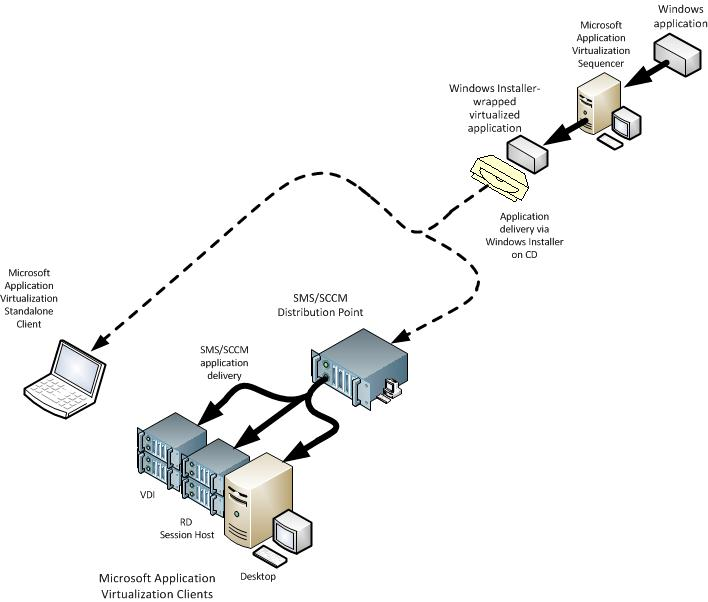 Windows
application
Microsoft
Application
Virtualization
Sequencer
Windows Installer-
wrapped
virtualized
application
Application
delivery via
Windows Installer
on CD
Microsoft
Application
Virtualization
Standalone
Client
SMS/SCCM
Distribution Point
SMS/SCCM
application
delivery
VDI
RD
Session Host
Desktop
Microsoft Application
Virtualization Clients